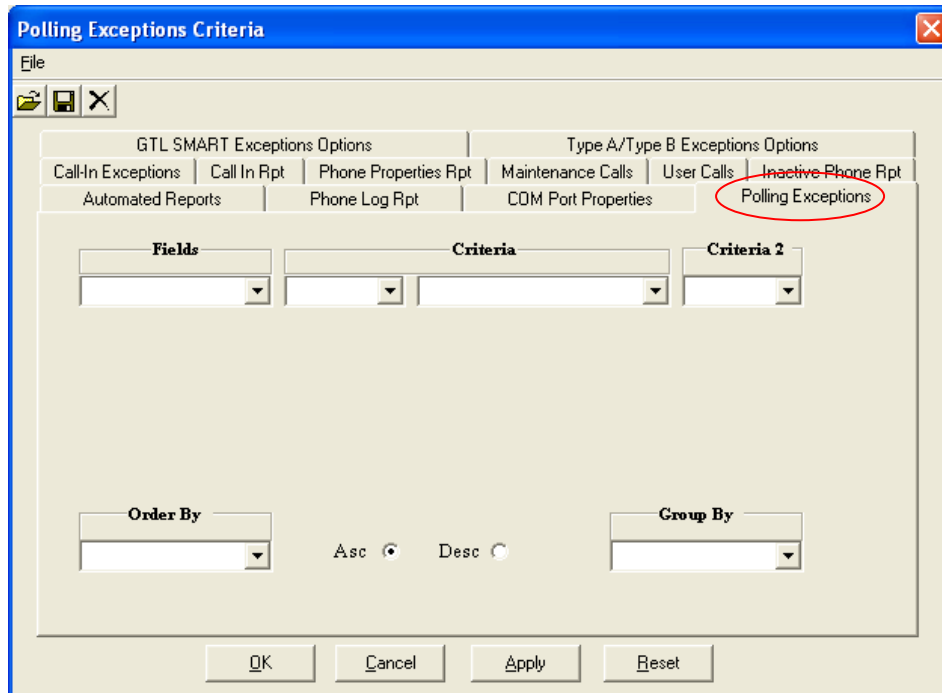 Polling Exceptions Criteria
File
GTL SMART Exceptions Options Type A/Type B Exceptions Options
Call-In Exceptions Call In Rpt Phone Properties Rpt Maintenance Calls User Calls Inactive Phone Rpt
Automated Reports Phone Log Rpt COM Port Properties Polling Exceptions
Fields Criteria Criteria 2
Order By Group By
Asc Desc
OK Cancel Apply Reset